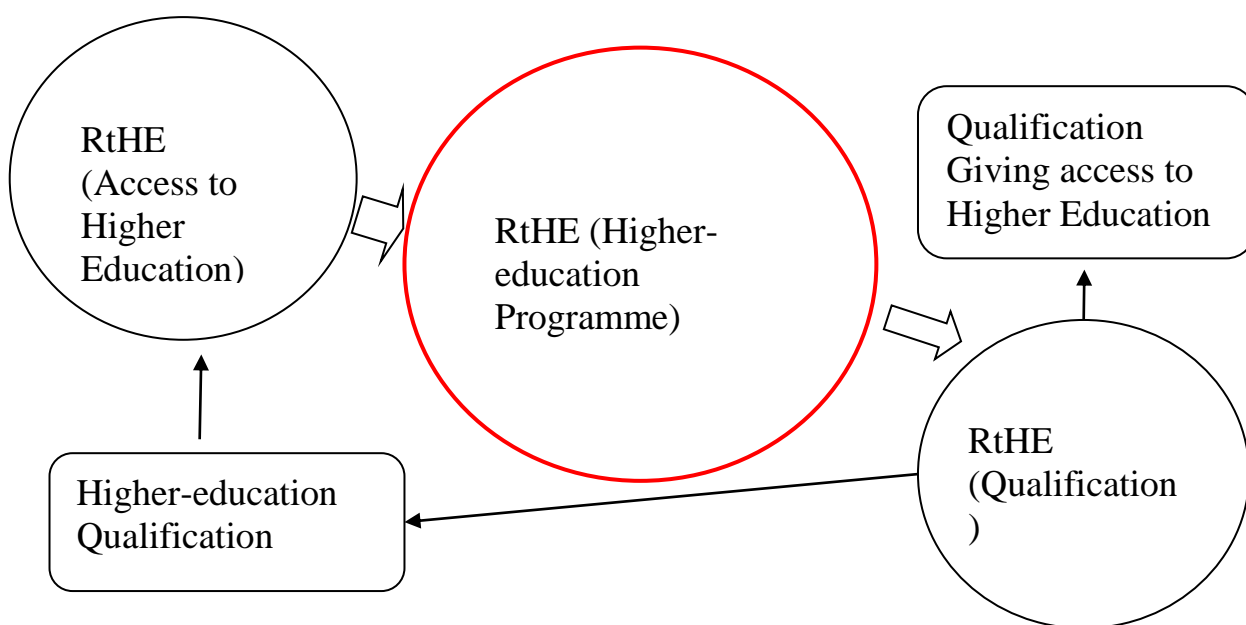 RtHE
(Access to
Higher
Education)
RtHE (Higher-
education
Programme)
Qualification
Giving access to
Higher Education
Higher-education
Qualification
RtHE
(Qualification
)